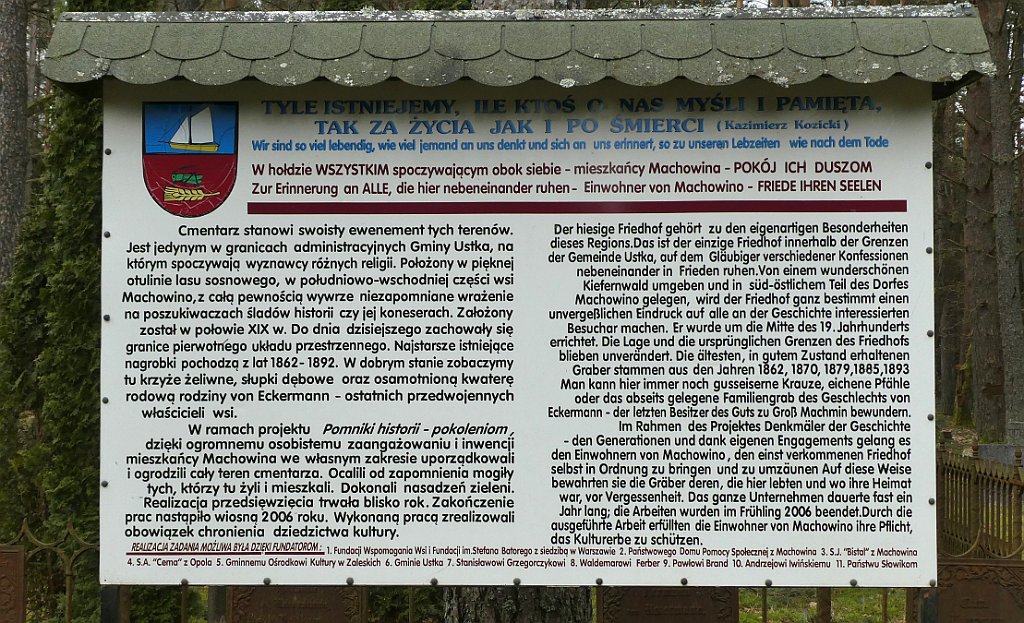 TYLE ISTNIEJEMY, ILE KTOŚ O NAS MYŚLI I PAMIĘTA,
TAK ZA ŻYCIA JAK I PO ŚMIERCI (Kazimierz Kozicki)
Wir sind so viel lebendig, wie viel jemand an uns denkt und sich an uns erinnert, so zu unseren Lebzeiten wie nach dem Tode
W hołdzie WSZYSTKIM spoczywającym obok siebie - mieszkańcy Machowina - POKÓJ ICH DUSZOM
Zur Erinnerung an ALLE, die hier nebeneinander ruhen - Einwohner von Machowino - FRIEDE IHREN SEELEN
Cmentarz stanowi swoisty ewenement tych terenów.
Jest jedynym w granicach administracyjnych Gminy Ustka, na
którym spoczywają wyznawcy różnych religii. Położony w pięknej
otulinie lasu sosnowego, w południowo-wschodniej części wsi
Machowino, z całą pewnością wywrze niezapomniane wrażenie
na poszukiwaczach śladów historii czy jej koneserach. Założony
został w połowie XIX w. Do dnia dzisiejszego zachowały się
granice pierwotnego układu przestrzennego. Najstarsze istniejące
nagrobki pochodzą z lat 1862-1892. W dobrym stanie zobaczymy
tu krzyże żeliwne, słupki dębowe oraz osamotnioną kwaterę
rodową rodziny von Eckermann - ostatnich przedwojennych
właścicieli wsi.
W ramach projektu Pomniki historii - pokoleniom,
dzięki ogromnemu osobistemu zaangażowaniu i inwencji
mieszkańcy Machowina we własnym zakresie uporządkowali
i ogrodzili cały teren cmentarza. Ocalili od zapomnienia mogiły
tych, którzy tu żyli i mieszkali. Dokonali nasadzeń zieleni.
Realizacja przedsięwzięcia trwała blisko rok. Zakończenie
prac nastąpiło wiosną 2006 roku. Wykonaną pracą zrealizowali
obowiązek chronienia dziedzictwa kultury.
Der hiesige Friedhof gehört zu den eigenartigen Besonderheiten
dieses Regions.Das ist der einzige Friedhof innerhalb der Grenzen
der Gemeinde Ustka, auf dem Gläubiger verschiedener Konfessionen
nebeneinander in Frieden ruhen.Von einem wunderschönen
Kiefernwald umgeben und in süd-östlichem Teil des Dorfes
Machowino gelegen, wird der Friedhof ganz bestimmt einen
unvergeßlichen Eindruck auf alle an der Geschichte interessierten
Besuchar machen. Er wurde um die Mitte des 19. Jahrhunderts
errichtet. Die Lage und die ursprünglichen Grenzen des Friedhofs
blieben unverändert. Die ältesten, in gutem Zustand erhaltenen
Graber stammen aus den Jahren 1862, 1870, 1879,1885,1893
Man kann hier immer noch gusseiserne Krauze, eichene Pfähle
oder das abseits gelegene Familiengrab des Geschlechts von
Eckermann - der letzten Besitzer des Guts zu Groß Machmin bewundern.
Im Rahmen des Projektes Denkmäler der Geschichte
- den Generationen und dank eigenen Engagements gelang es
den Einwohnern von Machowino, den einst verkommenen Friedhof
selbst in Ordnung zu bringen und zu umzäunen Auf diese Weise
bewahrten sie die Gräber deren, die hier lebten und wo ihre Heimat
war, vor Vergessenheit. Das ganze Unternehmen dauerte fast ein
Jahr lang; die Arbeiten wurden im Frühling 2006 beendet.Durch die
ausgeführte Arbeit erfüllten die Einwohner von Machowino ihre Pflicht,
das Kulturerbe zu schützen.
REALIZACJA ZADANIA MOŻLIWA BYŁA DZIĘKI FUNDATOROM : 1. Fundacji Wspomagania Wsi i Fundacji im.Stefana Batorego z siedzibą w Warszawie 2. Państwowego Domu Pomocy Społecznej z Machowina 3. S.J. "Bistal" z Machowina
4. S.A. "Cema" z Opola 5. Gminnemu Ośrodkowi Kultury w Zaleskich 6. Gminie Ustka 7. Stanisławowi Grzegorczykowi 8. Waldemarowi Ferber 9. Pawłowi Brand 10. Andrzejowi Iwińskiemu 11. Państwu Słowikom